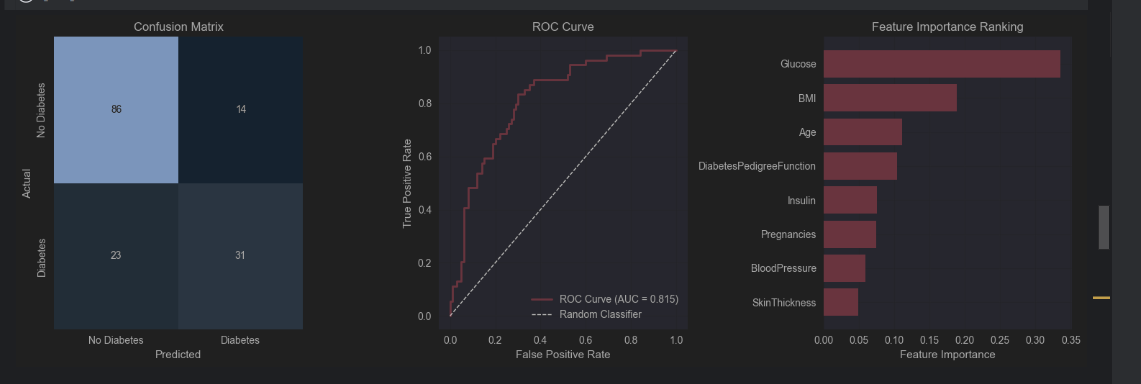 Confusion Matrix
No Diabetes
Diabetes
Actual
86
14
23
31
No Diabetes
Diabetes
Predicted
ROC Curve
1.0
0.8
0.6
0.4
0.2
0.0
True Positive Rate
ROC Curve (AUC = 0.815)
Random Classifier
0.0
0.2
0.4
0.6
0.8
1.0
False Positive Rate
Feature Importance Ranking
Glucose
BMI
Age
DiabetesPedigreeFunction
Insulin
Pregnancies
BloodPressure
SkinThickness
0.00
0.05
0.10
0.15
0.20
0.25
0.30
0.35
Feature Importance